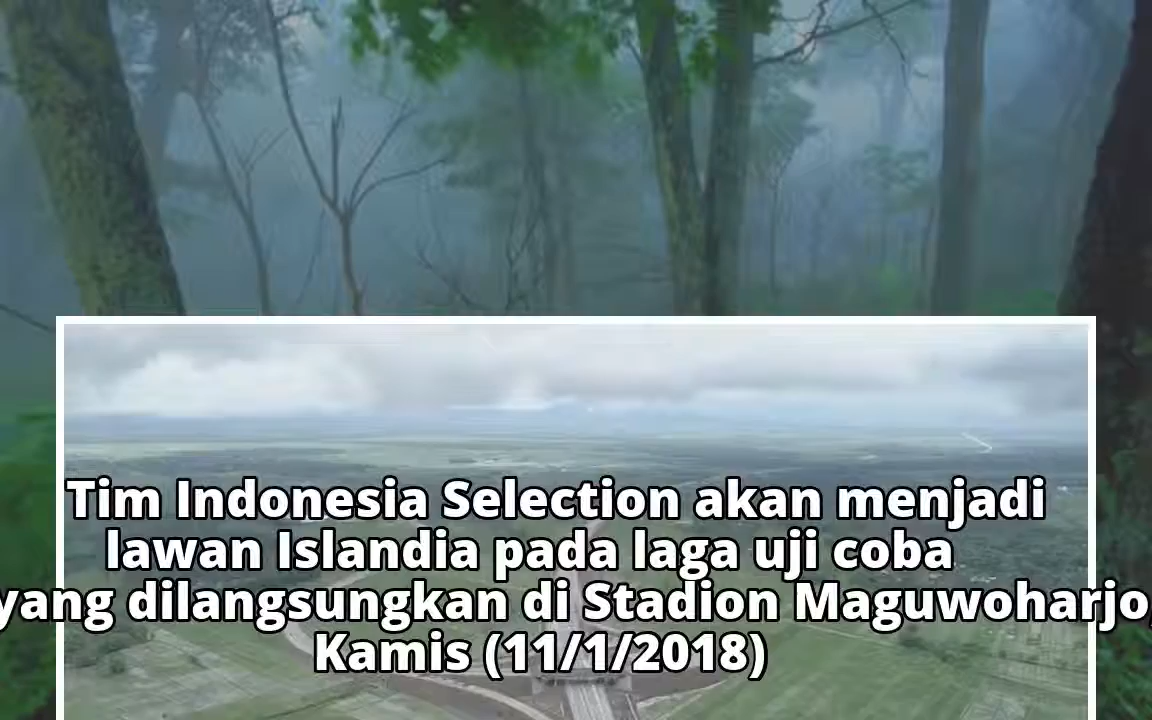 Tim Indonesia Selection akan menjadi
lawan Islandia pada laga uji coba
yang dilangsungkan di Stadion Maguwoharjo,
Kamis (11/1/2018)